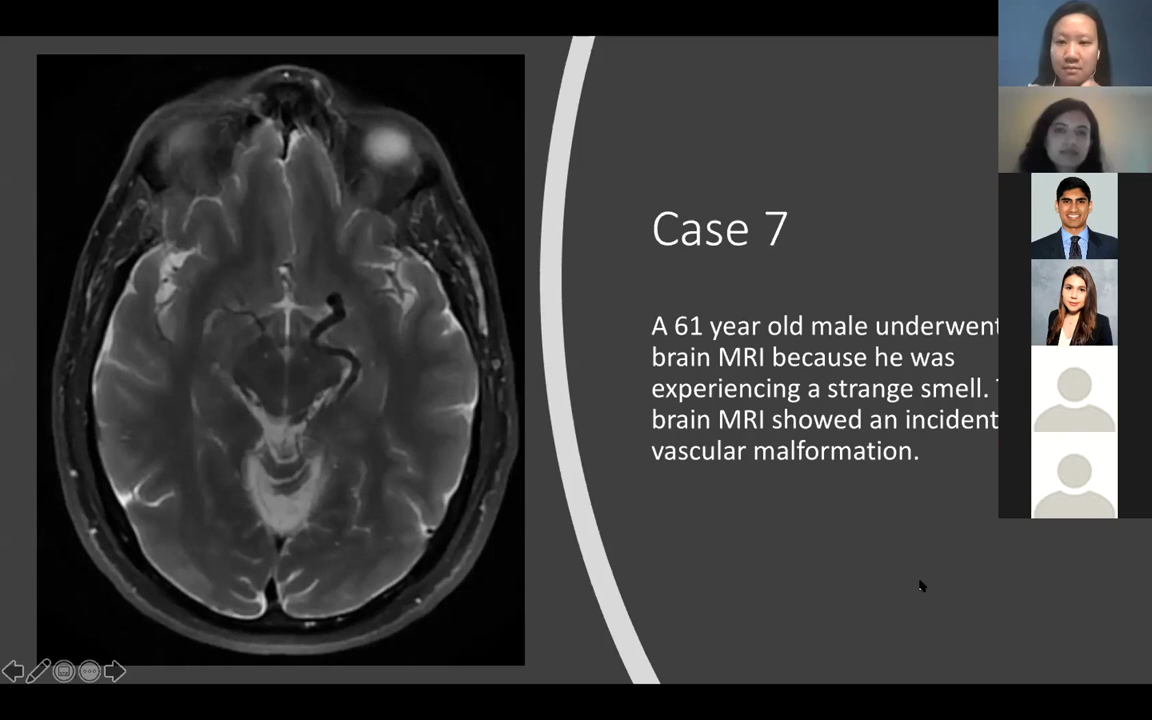 Case 7
A 61 year old male underwent
brain MRI because he was
experiencing a strange smell.
brain MRI showed an incident
vascular malformation.